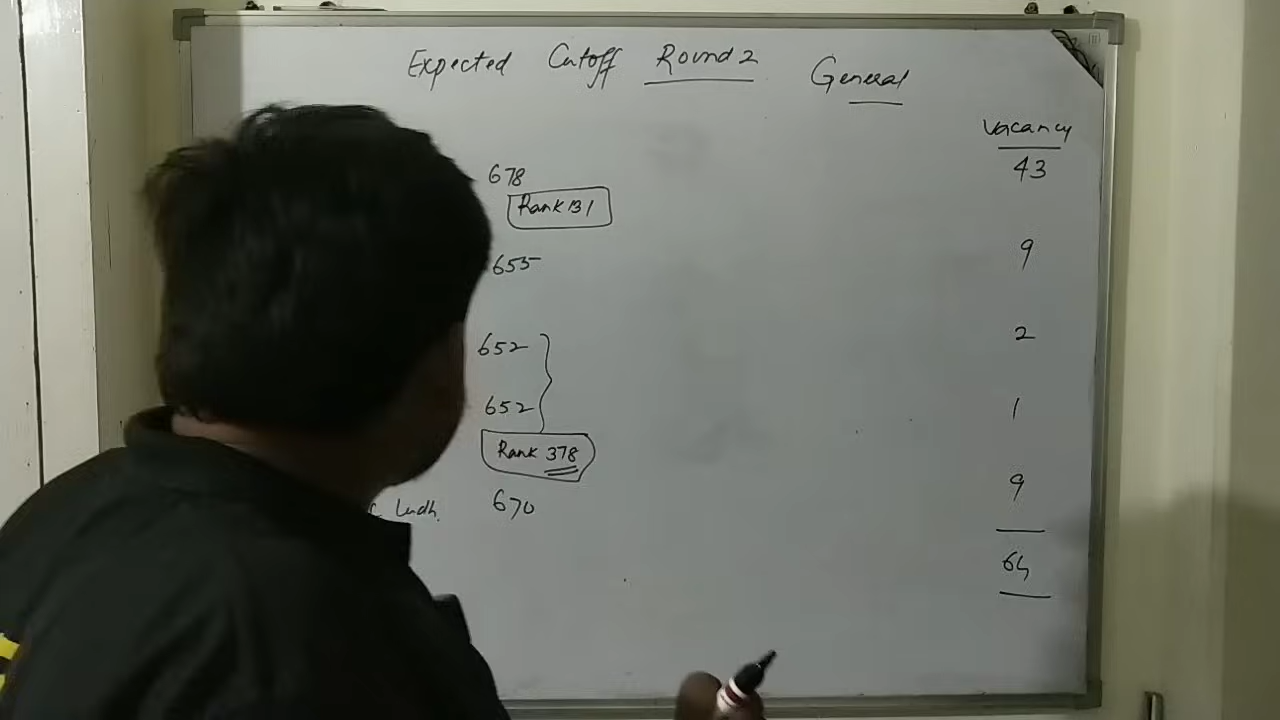 Expected Cutoff Round 2 General
Vacancy
678 43
Rank 131
655 9
652 2
652 1
Rank 378
9
Ludh. 670
64